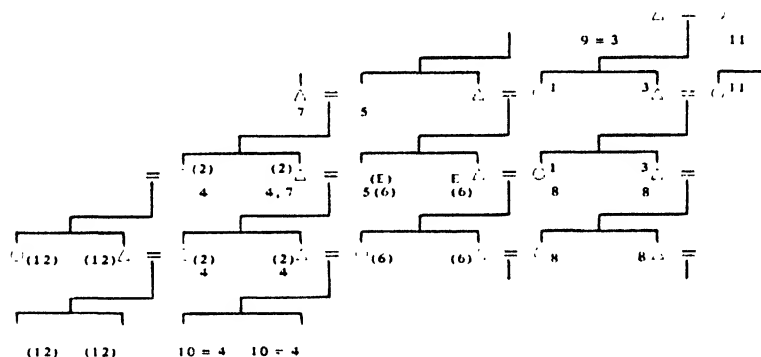 9 = 3 11
1 3 11
7 5
(2) (2) (E) E 1 3
4 4, 7 5(6) (6) 8 8
(12) (12) (2) (2) (6) (6) 8 8
4 4
(12) (12) 10 = 4 10 = 4